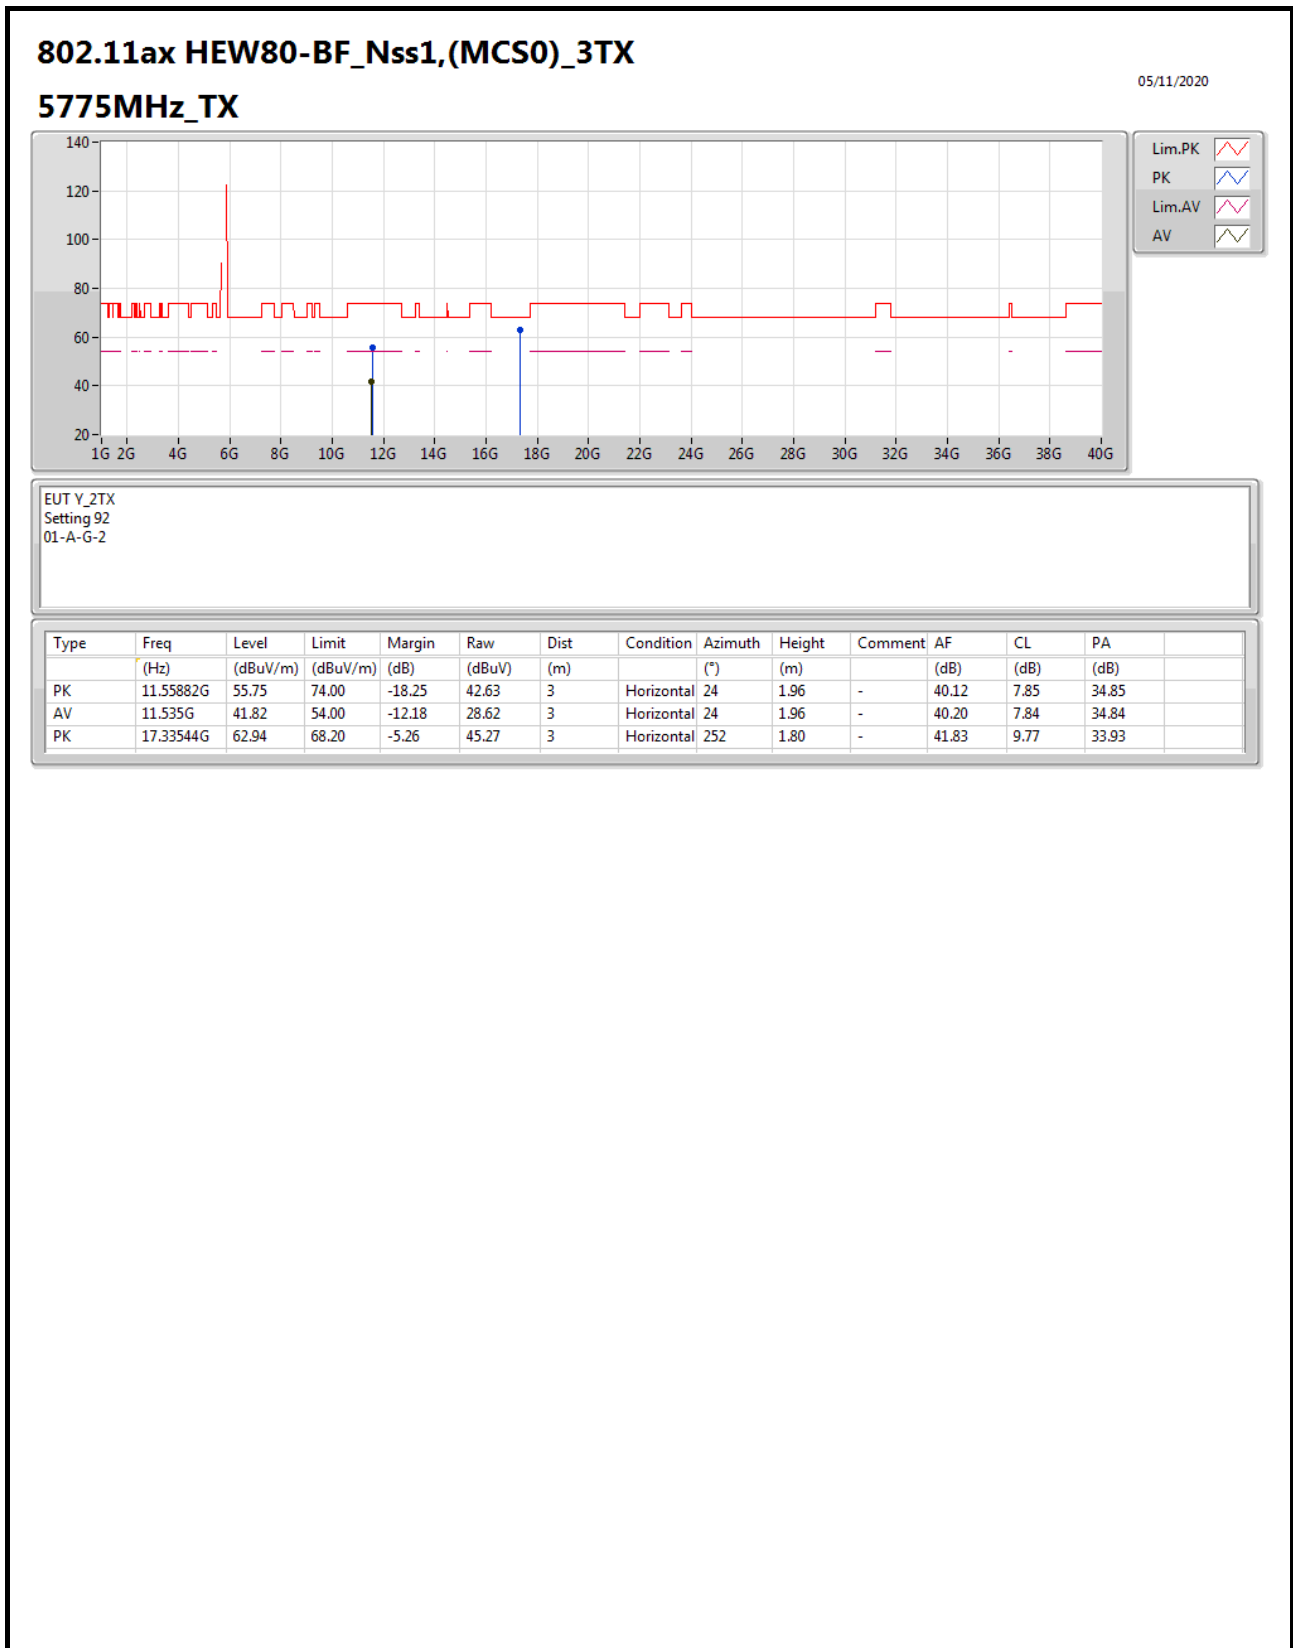 802.11ax HEW80-BF_Nss1,(MCS0)_3TX
05/11/2020
5775MHz_TX
140
120
100
80
60
40
20
1G 2G 4G 6G 8G 10G 12G 14G 16G 18G 20G 22G 24G 26G 28G 30G 32G 34G 36G 38G 40G
Lim.PK
PK
Lim.AV
AV
EUT Y_2TX
Setting 92
01-A-G-2
Type Freq Level Limit Margin Raw Dist Condition Azimuth Height Comment AF CL PA
(Hz) (dBuV/m) (dBuV/m) (dB) (dBuV) (m) (°) (m) (dB) (dB) (dB)
PK 11.55882G 55.75 74.00 -18.25 42.63 3 Horizontal 24 1.96 - 40.12 7.85 34.85
AV 11.535G 41.82 54.00 -12.18 28.62 3 Horizontal 24 1.96 - 40.20 7.84 34.84
PK 17.33544G 62.94 68.20 -5.26 45.27 3 Horizontal 252 1.80 - 41.83 9.77 33.93